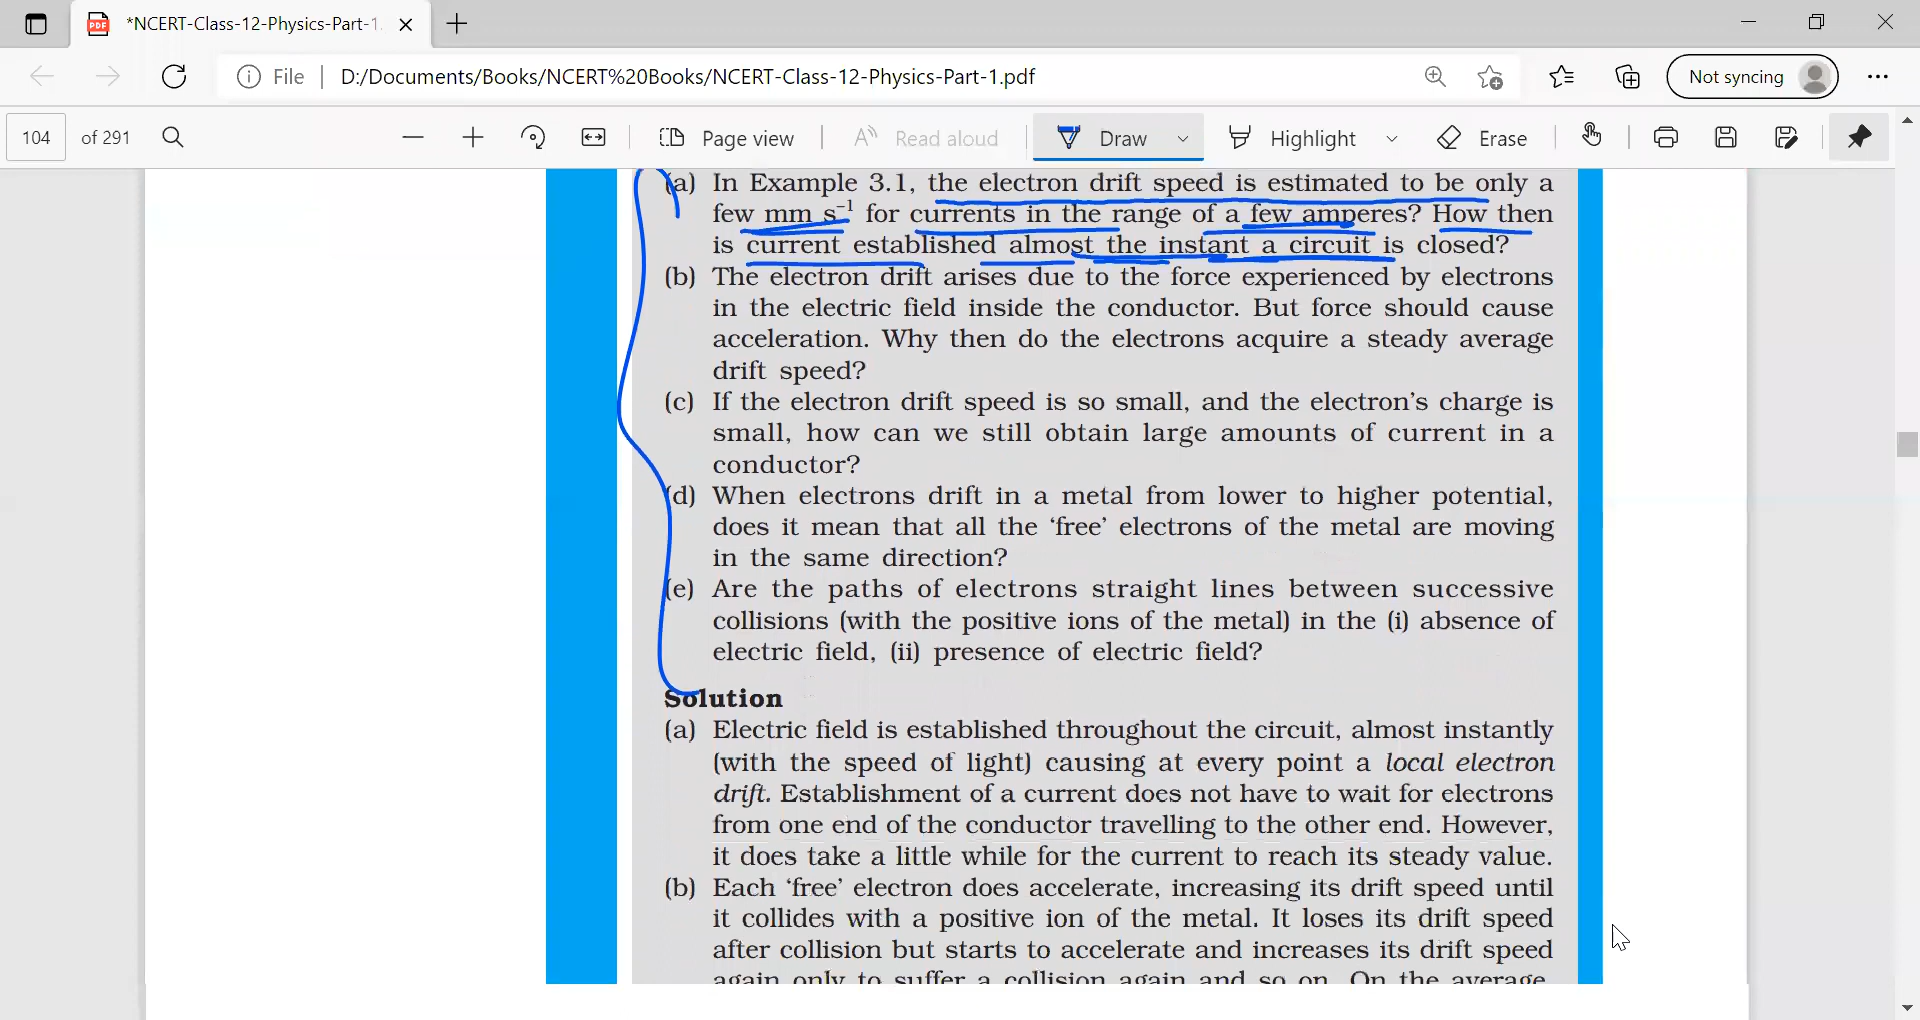 *NCERT-Class-12-Physics-Part-1.
File
D:/Documents/Books/NCERT%20Books/NCERT-Class-12-Physics-Part-1.pdf
Not syncing
104 of 291
Page view
Read aloud
Draw
Highlight
Erase
(a) In Example 3.1, the electron drift speed is estimated to be only a
few mm s⁻¹ for currents in the range of a few amperes? How then
is current established almost the instant a circuit is closed?
(b) The electron drift arises due to the force experienced by electrons
in the electric field inside the conductor. But force should cause
acceleration. Why then do the electrons acquire a steady average
drift speed?
(c) If the electron drift speed is so small, and the electron's charge is
small, how can we still obtain large amounts of current in a
conductor?
(d) When electrons drift in a metal from lower to higher potential,
does it mean that all the ‘free’ electrons of the metal are moving
in the same direction?
(e) Are the paths of electrons straight lines between successive
collisions (with the positive ions of the metal) in the (i) absence of
electric field, (ii) presence of electric field?
Solution
(a) Electric field is established throughout the circuit, almost instantly
(with the speed of light) causing at every point a local electron
drift. Establishment of a current does not have to wait for electrons
from one end of the conductor travelling to the other end. However,
it does take a little while for the current to reach its steady value.
(b) Each ‘free’ electron does accelerate, increasing its drift speed until
it collides with a positive ion of the metal. It loses its drift speed
after collision but starts to accelerate and increases its drift speed
again only to suffer a collision again and so on. On the average,